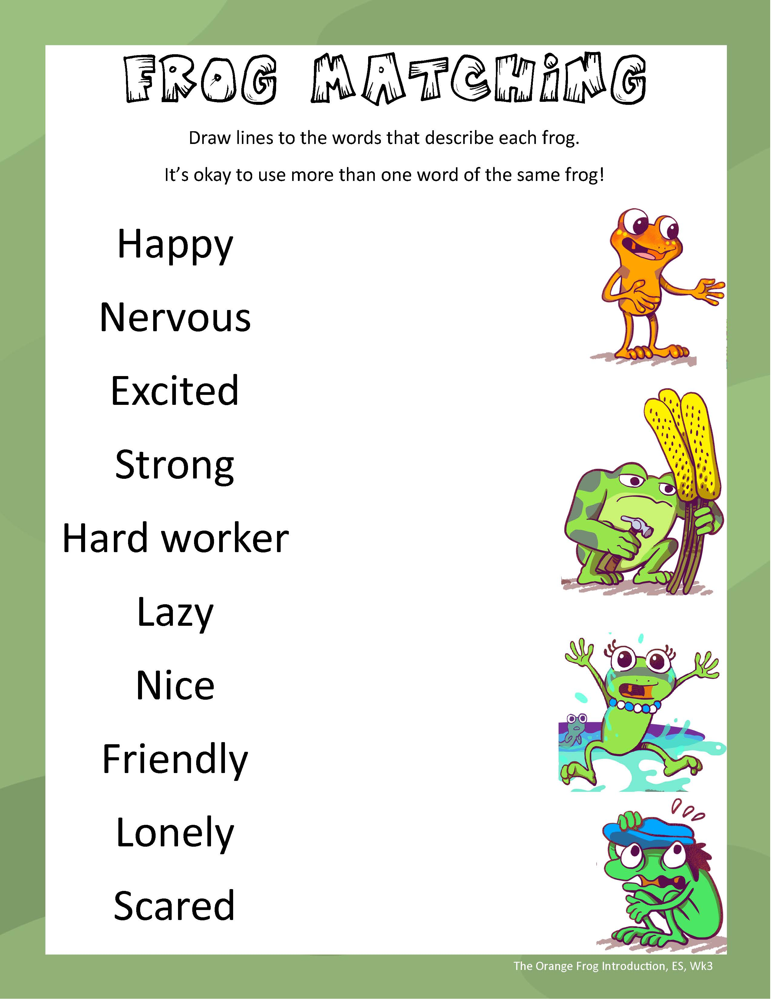 FROG MATCHiNG
Draw lines to the words that describe each frog.
It's okay to use more than one word of the same frog!
Happy
Nervous
Excited
Strong
Hard worker
Lazy
Nice
Friendly
Lonely
Scared
The Orange Frog Introduction, ES, Wk3